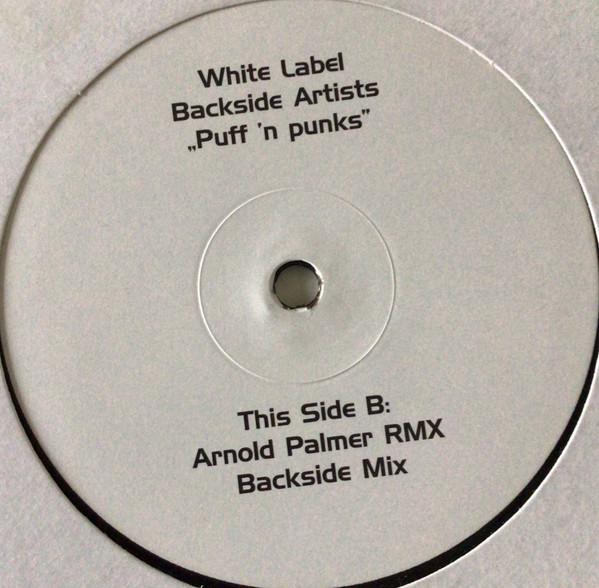 White Label
Backside Artists
„Puff 'n punks”
This Side B:
Arnold Palmer RMX
Backside Mix